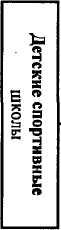 Детские спортивные
школы